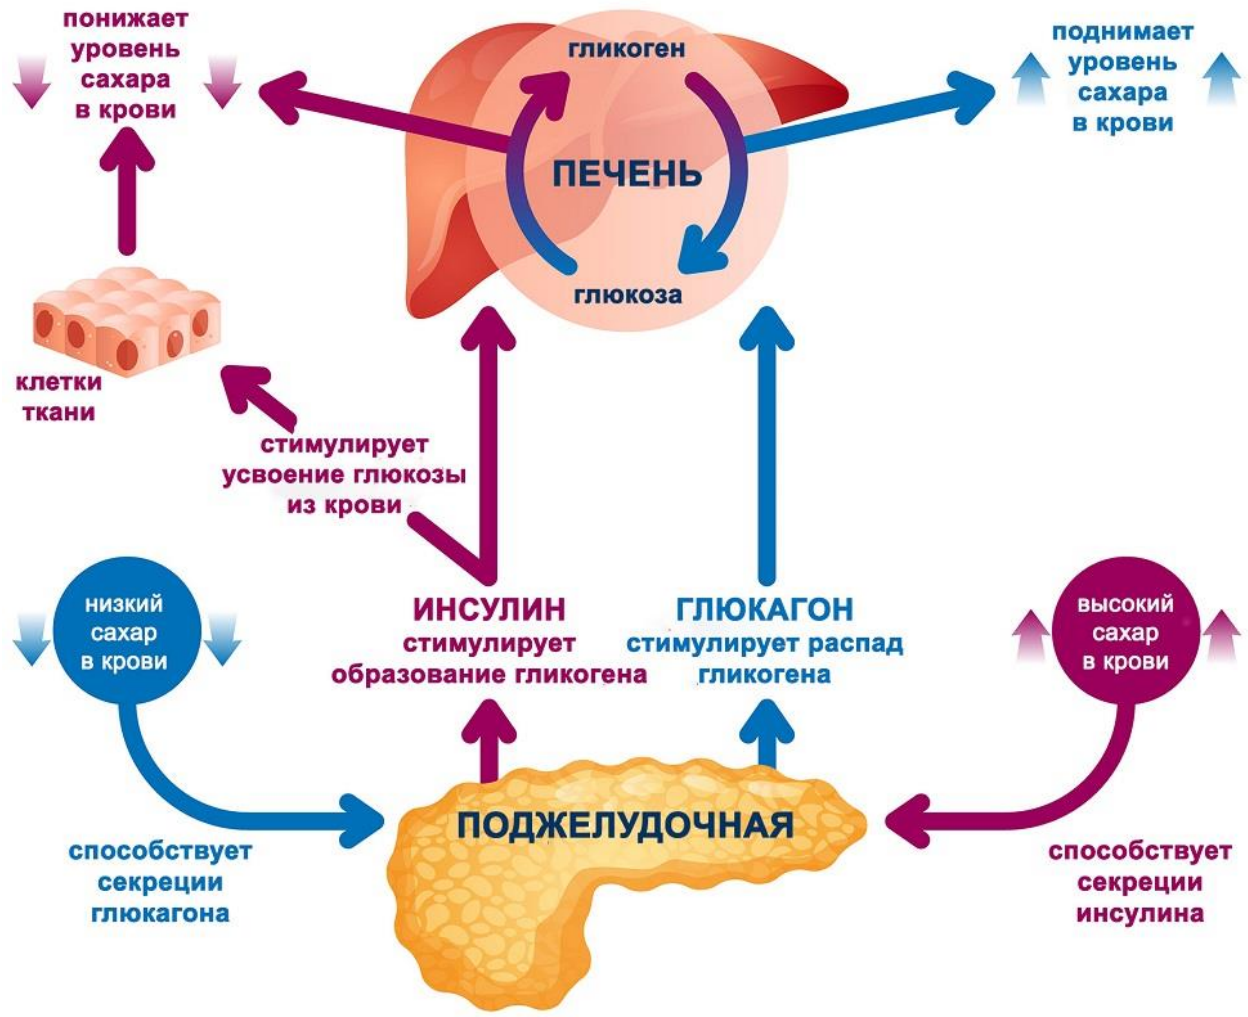 понижает
уровень
сахара
в крови
гликоген
ПЕЧЕНЬ
глюкоза
поднимает
уровень
сахара
в крови
клетки
ткани
стимулирует
усвоение глюкозы
из крови
низкий
сахар
в крови
ИНСУЛИН
стимулирует
образование гликогена
ГЛЮКАГОН
стимулирует распад
гликогена
высокий
сахар
в крови
ПОДЖЕЛУДОЧНАЯ
способствует
секреции
глюкагона
способствует
секреции
инсулина